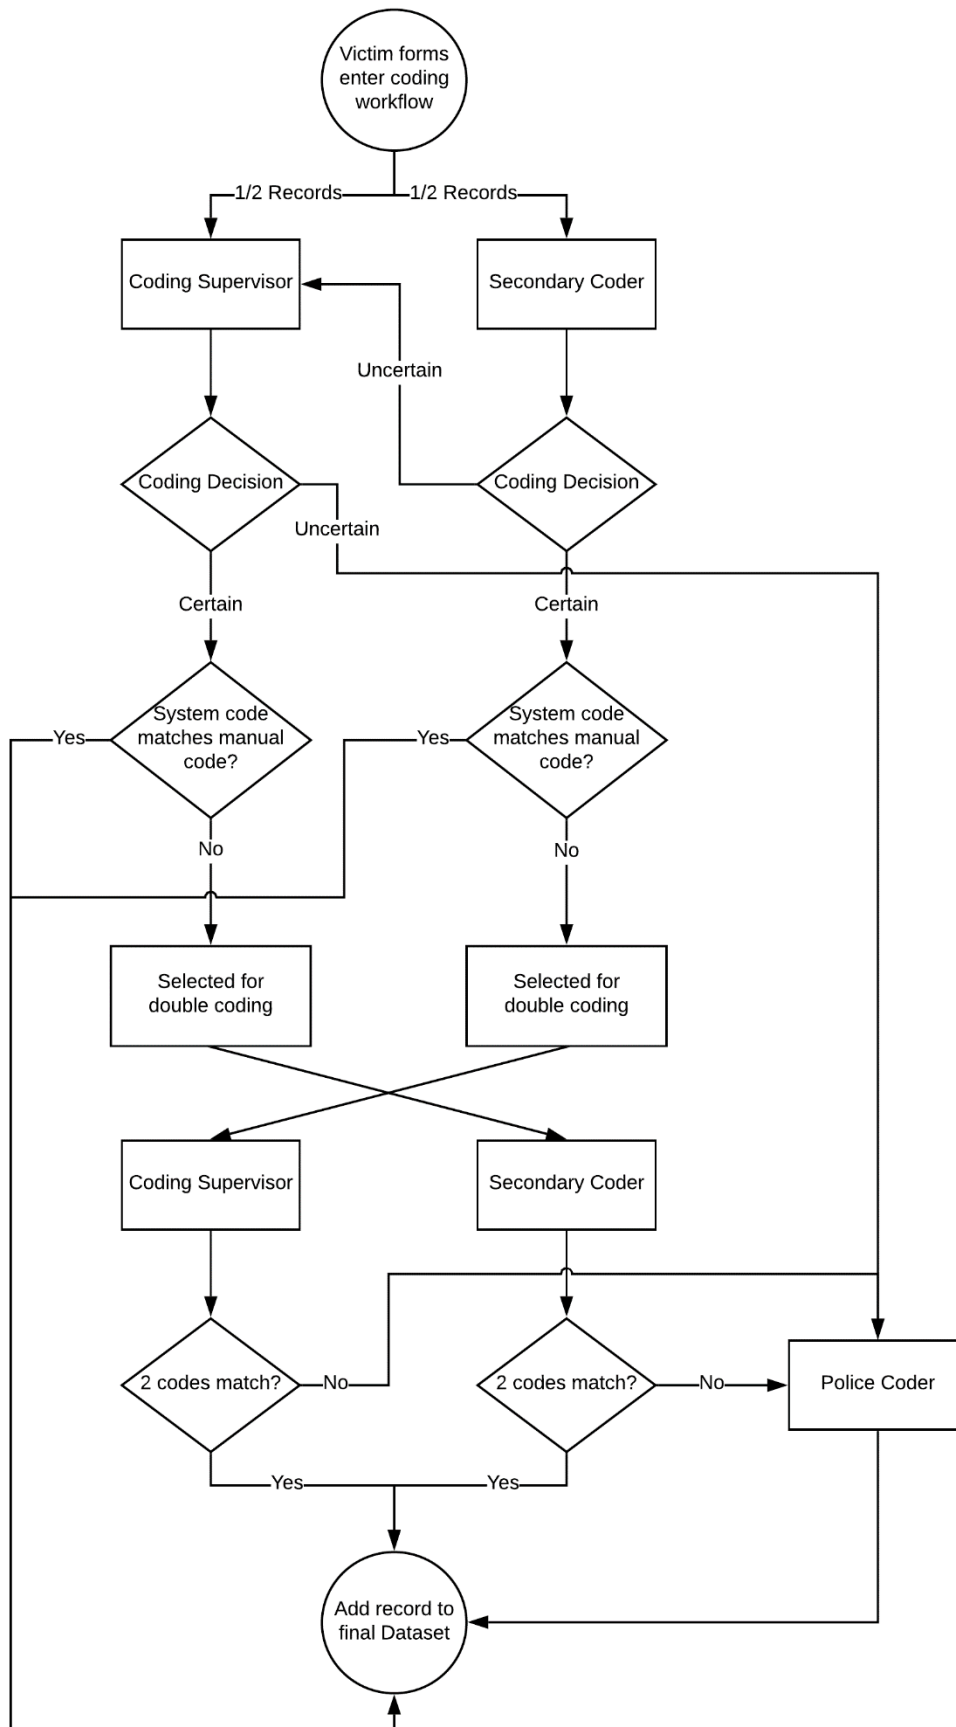 Victim forms
enter coding
workflow
1/2 Records
1/2 Records
Coding Supervisor
Secondary Coder
Uncertain
Coding Decision
Coding Decision
Uncertain
Certain
Certain
System code
matches manual
code?
System code
matches manual
code?
Yes
Yes
No
No
Selected for
double coding
Selected for
double coding
Coding Supervisor
Secondary Coder
2 codes match?
No
2 codes match?
No
Police Coder
Yes
Yes
Add record to
final Dataset